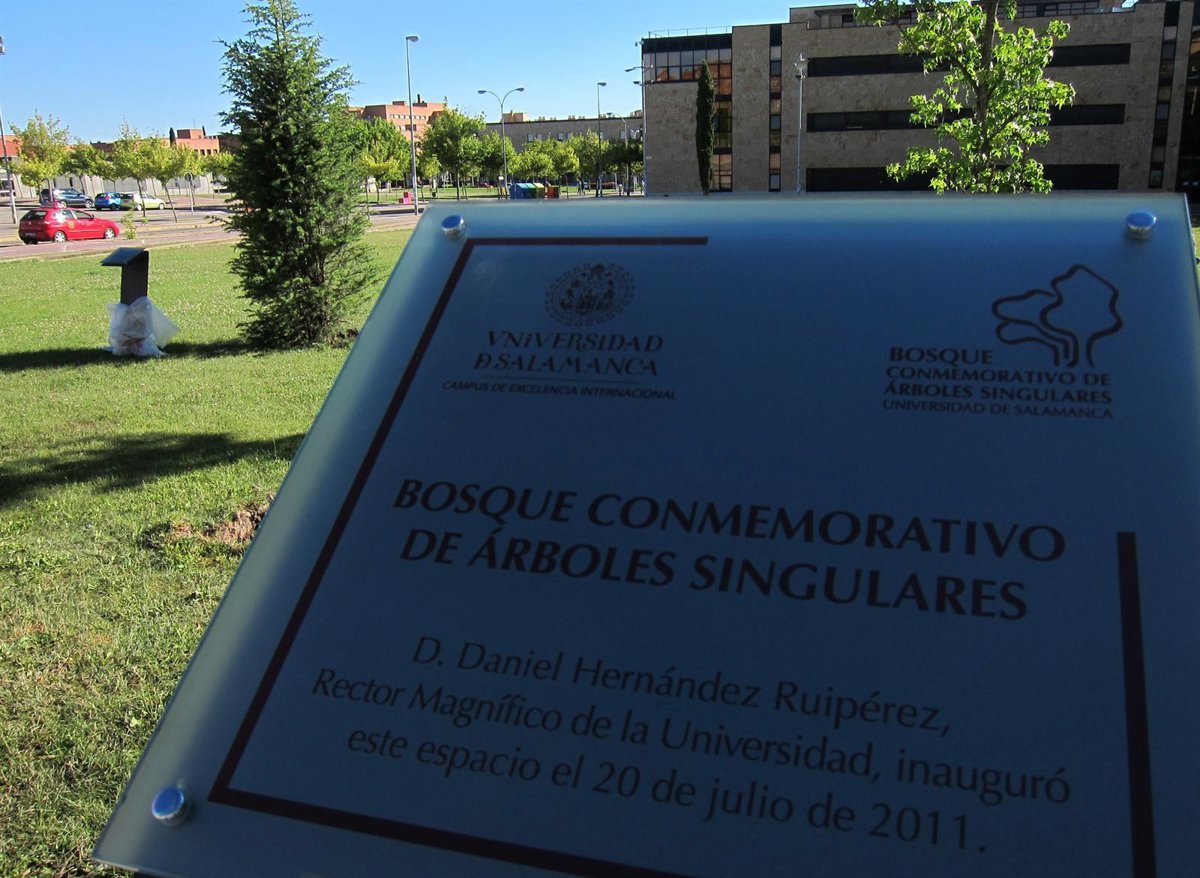 VNiVERSiDAD
Ð SALAMANCA
CAMPUS DE EXCELENCIA INTERNACIONAL
BOSQUE
CONMEMORATIVO DE
ÁRBOLES SINGULARES
UNIVERSIDAD DE SALAMANCA
BOSQUE CONMEMORATIVO
DE ÁRBOLES SINGULARES
D. Daniel Hernández Ruipérez,
Rector Magnífico de la Universidad, inauguró
este espacio el 20 de julio de 2011.